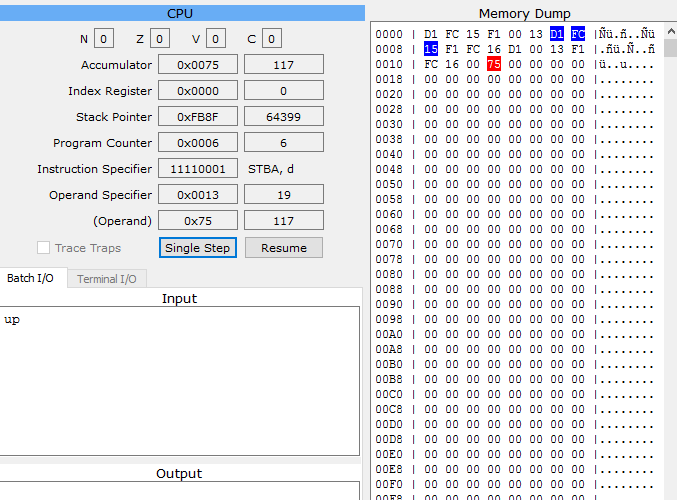 CPU
N 0 Z 0 V 0 C 0
Accumulator 0x0075 117
Index Register 0x0000 0
Stack Pointer 0xFB8F 64399
Program Counter 0x0006 6
Instruction Specifier 11110001 STBA, d
Operand Specifier 0x0013 19
(Operand) 0x75 117
Trace Traps Single Step Resume
Batch I/O Terminal I/O
Input
up
Output
Memory Dump
0000 | D1 FC 15 F1 00 13 D1 FC |Ñü.ñ..Ñü
0008 | 15 F1 FC 16 D1 00 13 F1 |.ñü.Ñ..ñ
0010 | FC 16 00 75 00 00 00 00 |ü..u....
0018 | 00 00 00 00 00 00 00 00 |........
0020 | 00 00 00 00 00 00 00 00 |........
0028 | 00 00 00 00 00 00 00 00 |........
0030 | 00 00 00 00 00 00 00 00 |........
0038 | 00 00 00 00 00 00 00 00 |........
0040 | 00 00 00 00 00 00 00 00 |........
0048 | 00 00 00 00 00 00 00 00 |........
0050 | 00 00 00 00 00 00 00 00 |........
0058 | 00 00 00 00 00 00 00 00 |........
0060 | 00 00 00 00 00 00 00 00 |........
0068 | 00 00 00 00 00 00 00 00 |........
0070 | 00 00 00 00 00 00 00 00 |........
0078 | 00 00 00 00 00 00 00 00 |........
0080 | 00 00 00 00 00 00 00 00 |........
0088 | 00 00 00 00 00 00 00 00 |........
0090 | 00 00 00 00 00 00 00 00 |........
0098 | 00 00 00 00 00 00 00 00 |........
00A0 | 00 00 00 00 00 00 00 00 |........
00A8 | 00 00 00 00 00 00 00 00 |........
00B0 | 00 00 00 00 00 00 00 00 |........
00B8 | 00 00 00 00 00 00 00 00 |........
00C0 | 00 00 00 00 00 00 00 00 |........
00C8 | 00 00 00 00 00 00 00 00 |........
00D0 | 00 00 00 00 00 00 00 00 |........
00D8 | 00 00 00 00 00 00 00 00 |........
00E0 | 00 00 00 00 00 00 00 00 |........
00E8 | 00 00 00 00 00 00 00 00 |........
00F0 | 00 00 00 00 00 00 00 00 |........
00F8 | 00 00 00 00 00 00 00 00 |........